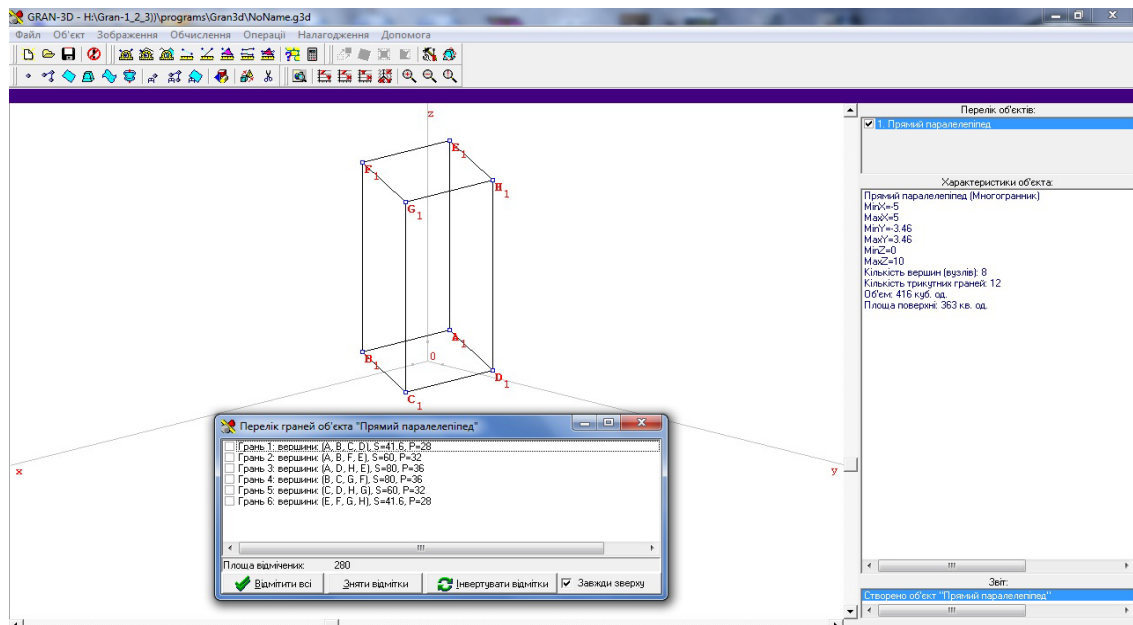 GRAN-3D - H:\Gran-1_2_3))\programs\Gran3d\NoName.g3d
Файл Об'єкт Зображення Обчислення Операції Налагодження Допомога
Перелік об'єктів:
1. Прямий паралелепіпед
Характеристики об'єкта:
Прямий паралелепіпед (Многогранник)
MinX=-5
MaxX=5
MinY=-3.46
MaxY=3.46
MinZ=0
MaxZ=10
Кількість вершин (вузлів): 8
Кількість трикутних граней: 12
Об'єм: 416 куб. од.
Площа поверхні: 363 кв. од.
z
E1
F1
H1
G1
A1
B1
0
D1
C1
x
y
Перелік граней об'єкта "Прямий паралелепіпед"
Грань 1: вершини: (A, B, C, D), S=41.6, P=28
Грань 2: вершини: (A, B, F, E), S=60, P=32
Грань 3: вершини: (A, D, H, E), S=80, P=36
Грань 4: вершини: (B, C, G, F), S=80, P=36
Грань 5: вершини: (C, D, H, G), S=60, P=32
Грань 6: вершини: (E, F, G, H), S=41.6, P=28
Площа відмічених: 280
Відмітити всі Зняти відмітки Інвертувати відмітки Завжди зверху
Звіт:
Створено об'єкт "Прямий паралелепіпед"